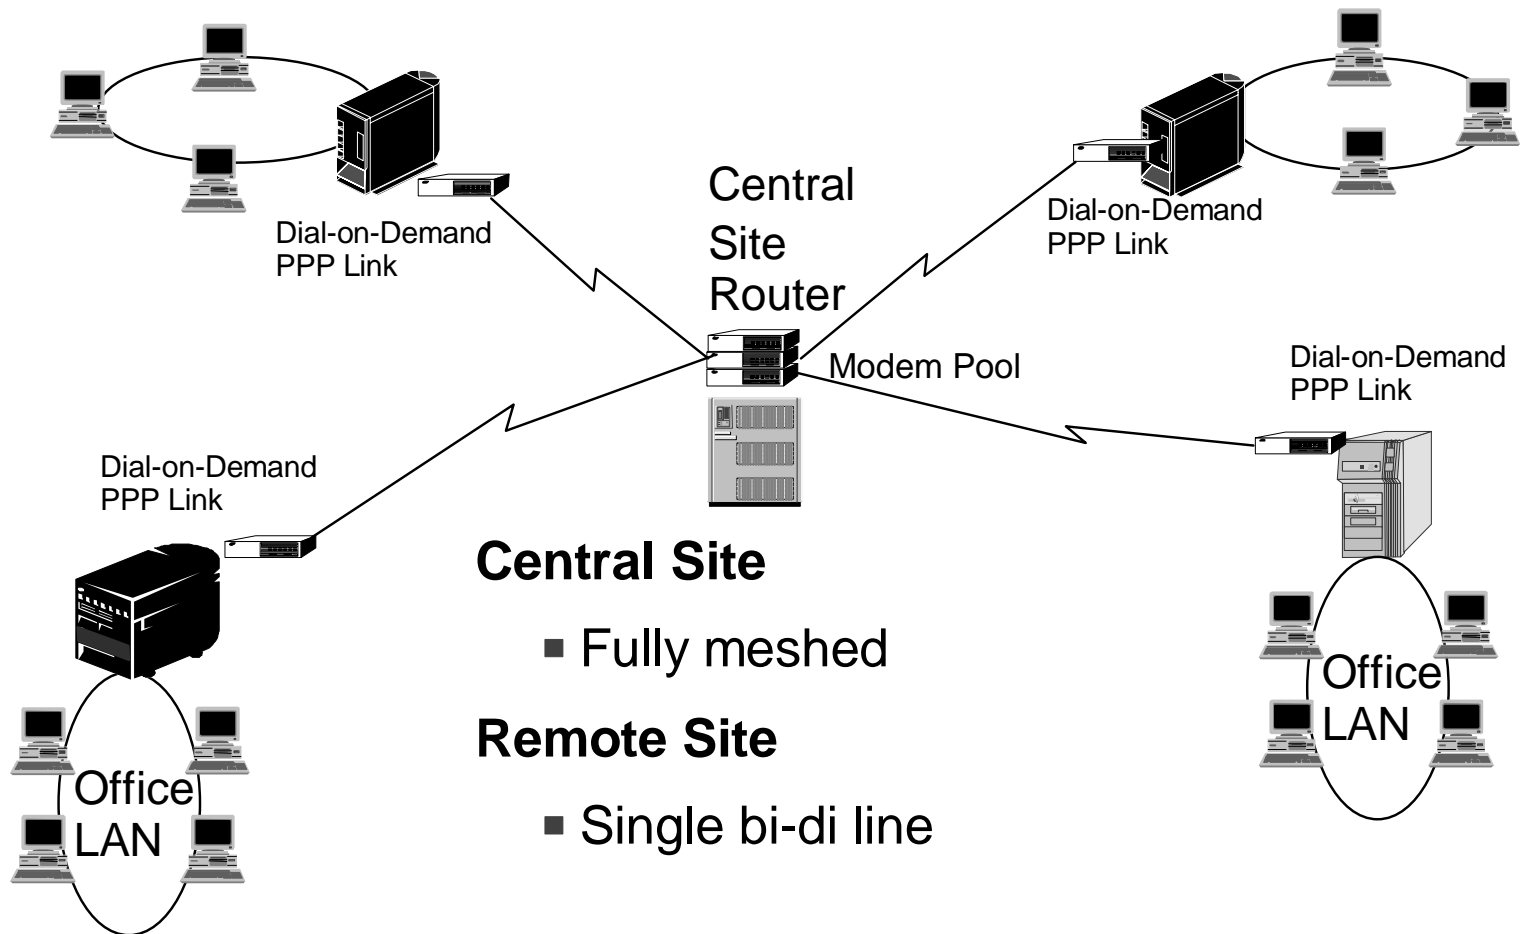 Central
Site
Router
Dial-on-Demand
PPP Link
Dial-on-Demand
PPP Link
Modem Pool
Dial-on-Demand
PPP Link
Dial-on-Demand
PPP Link
Central Site
▪ Fully meshed
Remote Site
▪ Single bi-di line
Office
LAN
Office
LAN